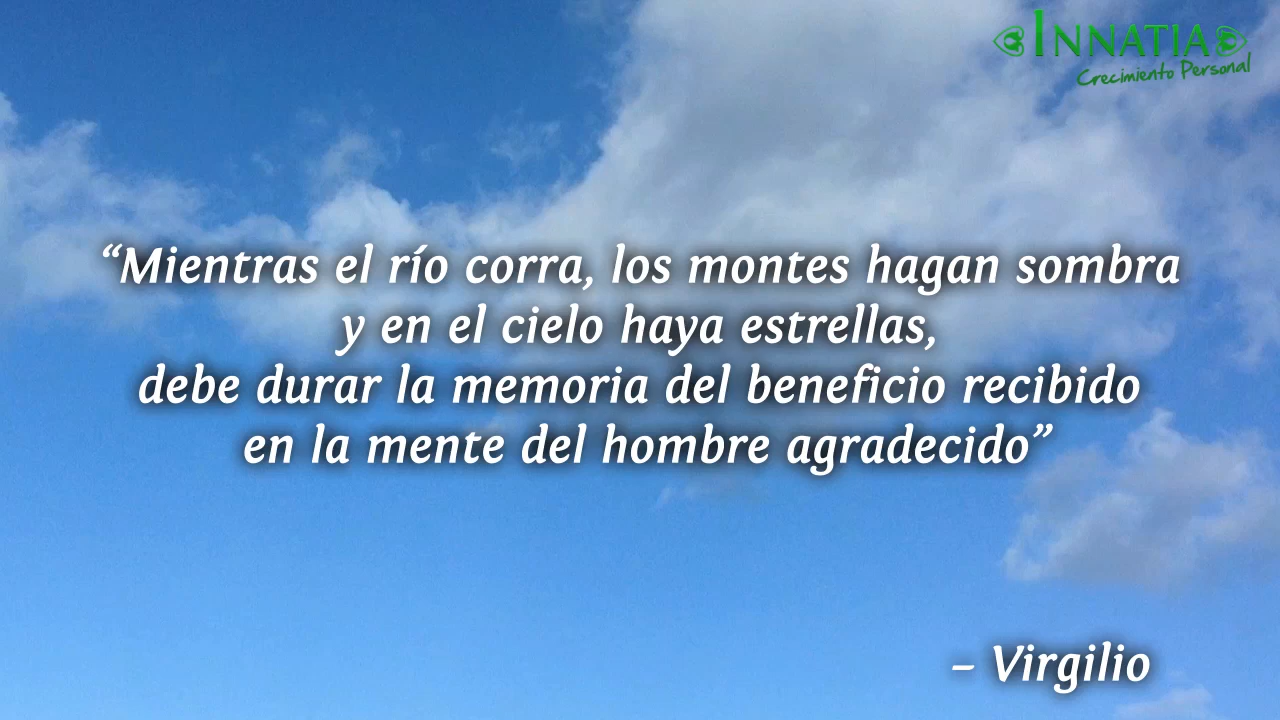 INNATIA
Crecimiento Personal
“Mientras el río corra, los montes hagan sombra
y en el cielo haya estrellas,
debe durar la memoria del beneficio recibido
en la mente del hombre agradecido”
– Virgilio